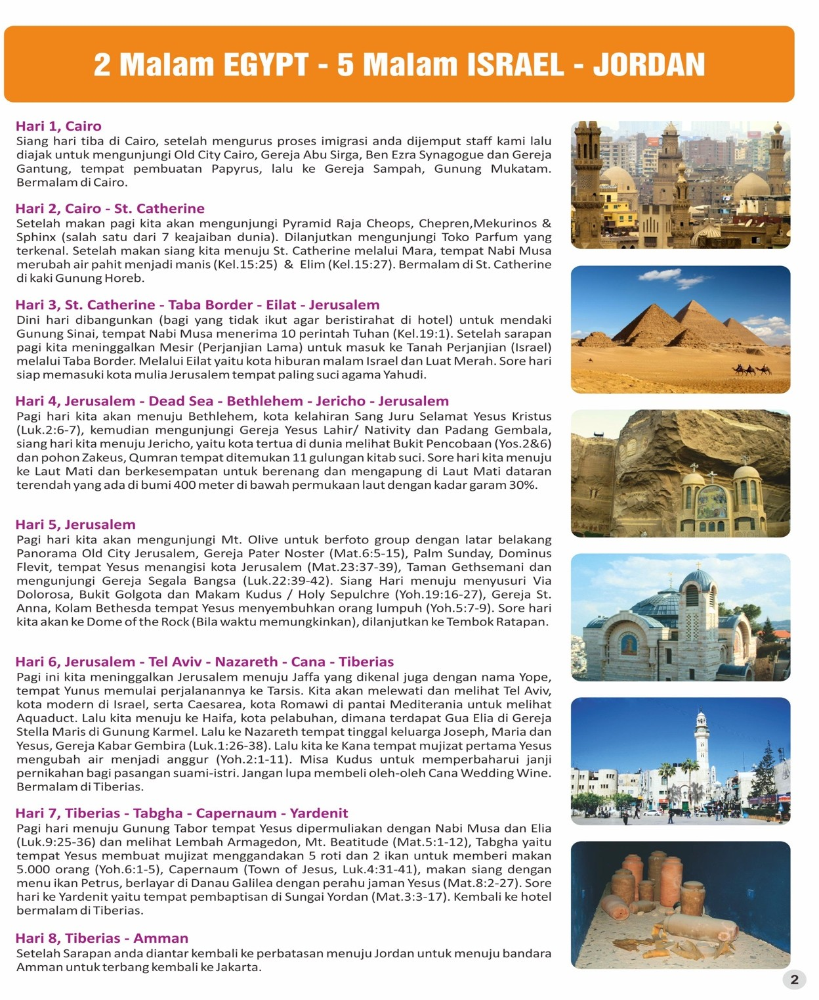 2 Malam EGYPT - 5 Malam ISRAEL - JORDAN
Hari 1, Cairo
Siang hari tiba di Cairo, setelah mengurus proses imigrasi anda dijemput staff kami lalu
diajak untuk mengunjungi Old City Cairo, Gereja Abu Sirga, Ben Ezra Synagogue dan Gereja
Gantung, tempat pembuatan Papyrus, lalu ke Gereja Sampah, Gunung Mukatam.
Bermalam di Cairo.
Hari 2, Cairo - St. Catherine
Setelah makan pagi kita akan mengunjungi Pyramid Raja Cheops, Chepren,Mekurinos &
Sphinx (salah satu dari 7 keajaiban dunia). Dilanjutkan mengunjungi Toko Parfum yang
terkenal. Setelah makan siang kita menuju St. Catherine melalui Mara, tempat Nabi Musa
merubah air pahit menjadi manis (Kel.15:25) & Elim (Kel.15:27). Bermalam di St. Catherine
di kaki Gunung Horeb.
Hari 3, St. Catherine - Taba Border - Eilat - Jerusalem
Dini hari dibangunkan (bagi yang tidak ikut agar beristirahat di hotel) untuk mendaki
Gunung Sinai, tempat Nabi Musa menerima 10 perintah Tuhan (Kel.19:1). Setelah sarapan
pagi kita meninggalkan Mesir (Perjanjian Lama) untuk masuk ke Tanah Perjanjian (Israel)
melalui Taba Border. Melalui Eilat yaitu kota hiburan malam Israel dan Luat Merah. Sore hari
siap memasuki kota mulia Jerusalem tempat paling suci agama Yahudi.
Hari 4, Jerusalem - Dead Sea - Bethlehem - Jericho - Jerusalem
Pagi hari kita akan menuju Bethlehem, kota kelahiran Sang Juru Selamat Yesus Kristus
(Luk.2:6-7), kemudian mengunjungi Gereja Yesus Lahir/ Nativity dan Padang Gembala,
siang hari kita menuju Jericho, yaitu kota tertua di dunia melihat Bukit Pencobaan (Yos.2&6)
dan pohon Zakeus, Qumran tempat ditemukan 11 gulungan kitab suci. Sore hari kita menuju
ke Laut Mati dan berkesempatan untuk berenang dan mengapung di Laut Mati dataran
terendah yang ada di bumi 400 meter di bawah permukaan laut dengan kadar garam 30%.
Hari 5, Jerusalem
Pagi hari kita akan mengunjungi Mt. Olive untuk berfoto group dengan latar belakang
Panorama Old City Jerusalem, Gereja Pater Noster (Mat.6:5-15), Palm Sunday, Dominus
Flevit, tempat Yesus menangisi kota Jerusalem (Mat.23:37-39), Taman Gethsemani dan
mengunjungi Gereja Segala Bangsa (Luk.22:39-42). Siang Hari menuju menyusuri Via
Dolorosa, Bukit Golgota dan Makam Kudus / Holy Sepulchre (Yoh.19:16-27), Gereja St.
Anna, Kolam Bethesda tempat Yesus menyembuhkan orang lumpuh (Yoh.5:7-9). Sore hari
kita akan ke Dome of the Rock (Bila waktu memungkinkan), dilanjutkan ke Tembok Ratapan.
Hari 6, Jerusalem - Tel Aviv - Nazareth - Cana - Tiberias
Pagi ini kita meninggalkan Jerusalem menuju Jaffa yang dikenal juga dengan nama Yope,
tempat Yunus memulai perjalanannya ke Tarsis. Kita akan melewati dan melihat Tel Aviv,
kota modern di Israel, serta Caesarea, kota Romawi di pantai Mediterania untuk melihat
Aquaduct. Lalu kita menuju ke Haifa, kota pelabuhan, dimana terdapat Gua Elia di Gereja
Stella Maris di Gunung Karmel. Lalu ke Nazareth tempat tinggal keluarga Joseph, Maria dan
Yesus, Gereja Kabar Gembira (Luk.1:26-38). Lalu kita ke Kana tempat mujizat pertama Yesus
mengubah air menjadi anggur (Yoh.2:1-11). Misa Kudus untuk memperbaharui janji
pernikahan bagi pasangan suami-istri. Jangan lupa membeli oleh-oleh Cana Wedding Wine.
Bermalam di Tiberias.
Hari 7, Tiberias - Tabgha - Capernaum - Yardenit
Pagi hari menuju Gunung Tabor tempat Yesus dipermuliakan dengan Nabi Musa dan Elia
(Luk.9:25-36) dan melihat Lembah Armagedon, Mt. Beatitude (Mat.5:1-12), Tabgha yaitu
tempat Yesus membuat mujizat menggandakan 5 roti dan 2 ikan untuk memberi makan
5.000 orang (Yoh.6:1-5), Capernaum (Town of Jesus, Luk.4:31-41), makan siang dengan
menu ikan Petrus, berlayar di Danau Galilea dengan perahu jaman Yesus (Mat.8:2-27). Sore
hari ke Yardenit yaitu tempat pembaptisan di Sungai Yordan (Mat.3:3-17). Kembali ke hotel
bermalam di Tiberias.
Hari 8, Tiberias - Amman
Setelah Sarapan anda diantar kembali ke perbatasan menuju Jordan untuk menuju bandara
Amman untuk terbang kembali ke Jakarta.
2